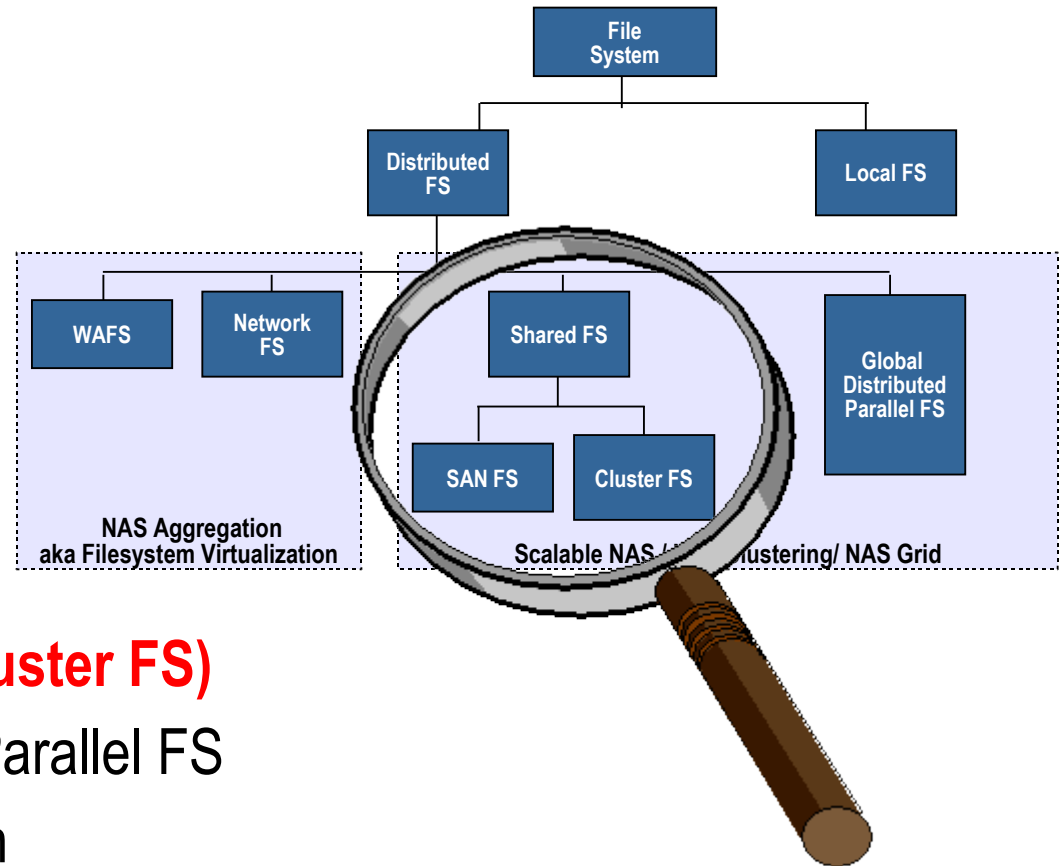 File
System
Distributed
FS
Local FS
WAFS
Network
FS
Shared FS
Global
Distributed
Parallel FS
SAN FS
Cluster FS
NAS Aggregation
aka Filesystem Virtualization
Scalable NAS / lustering/ NAS Grid
uster FS)
arallel FS